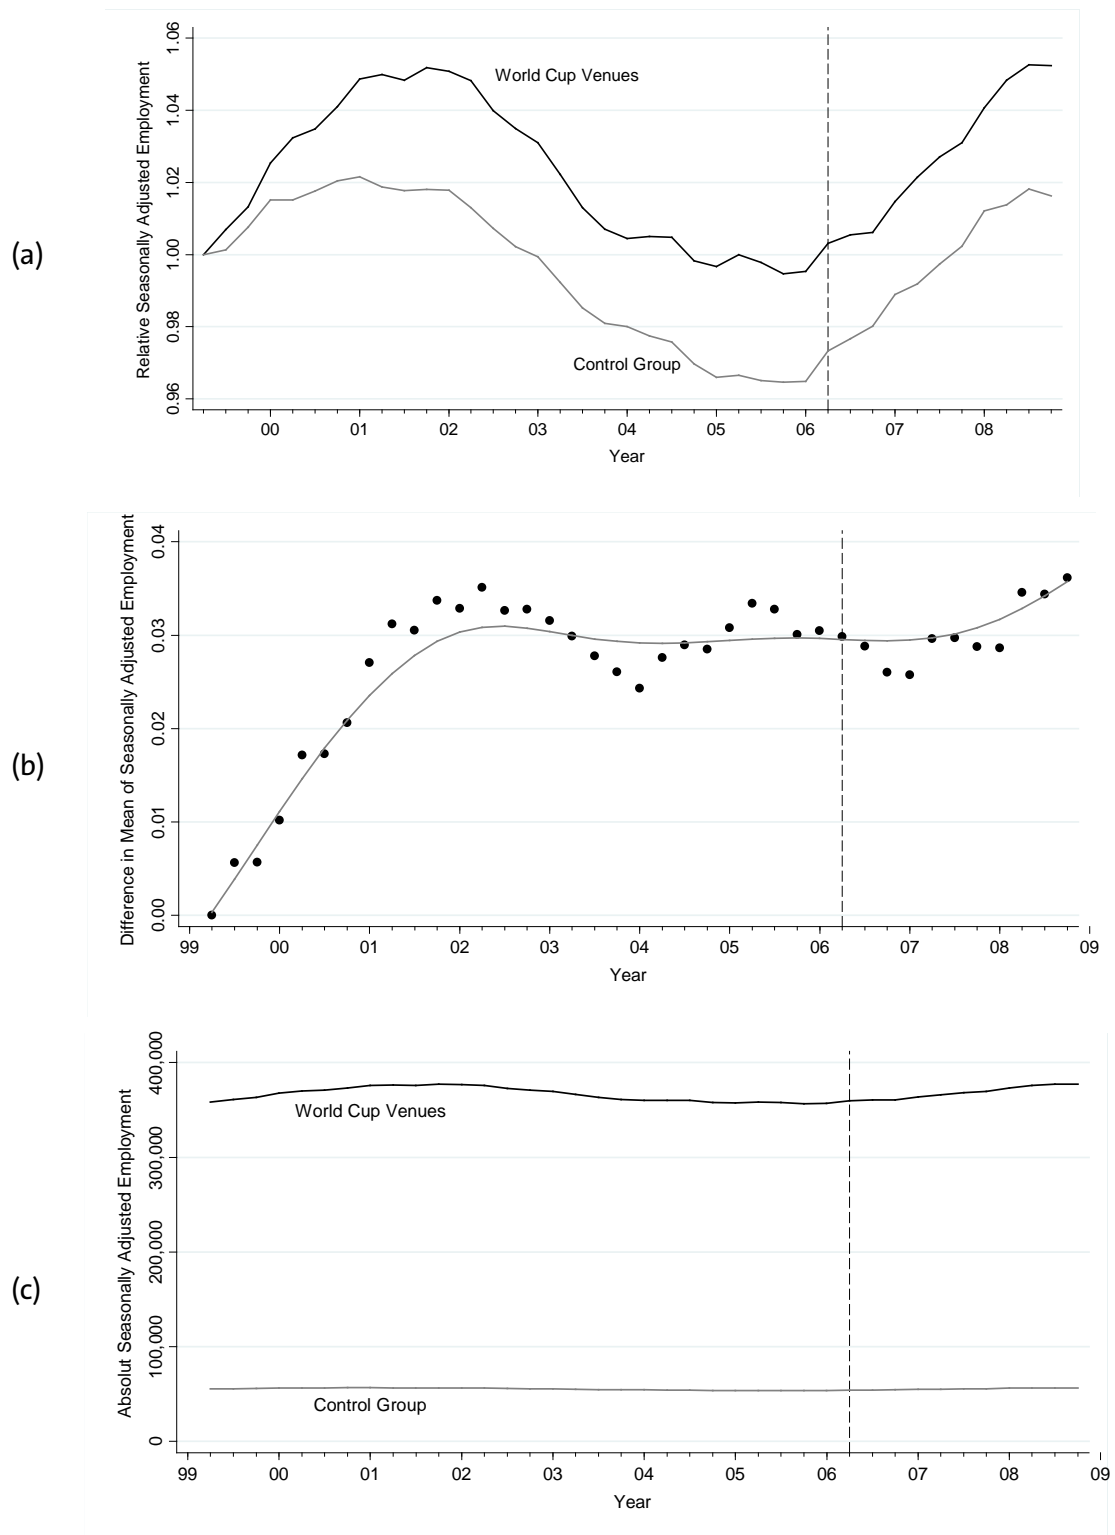 (a)
Relative Seasonally Adjusted Employment
1.06
1.04
1.02
1.00
0.98
0.96
World Cup Venues
Control Group
00 01 02 03 04 05 06 07 08
Year
(b)
Difference in Mean of Seasonally Adjusted Employment
0.04
0.03
0.02
0.01
0.00
99 00 01 02 03 04 05 06 07 08 09
Year
(c)
Absolut Seasonally Adjusted Employment
400,000
300,000
200,000
100,000
0
World Cup Venues
Control Group
99 00 01 02 03 04 05 06 07 08 09
Year